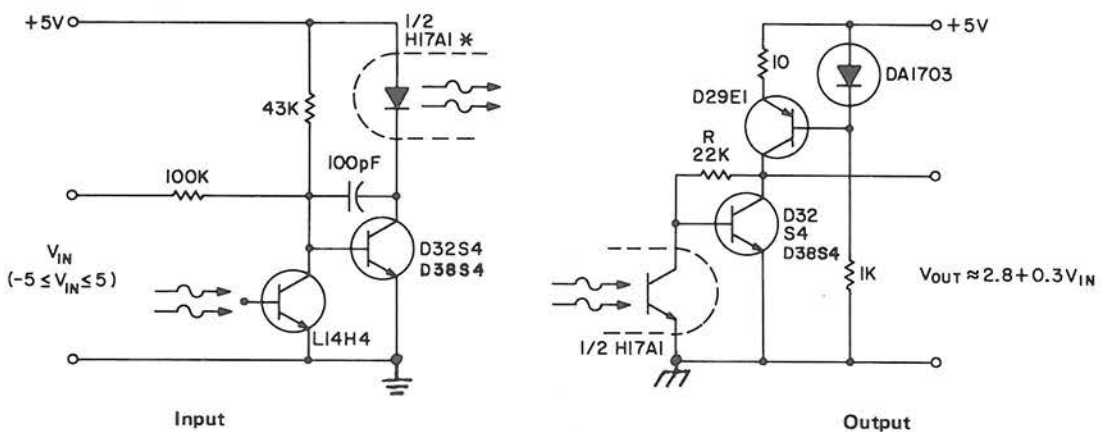 +5V
1/2
H17A1 *
43K
100pF
100K
VIN
(-5 ≤ VIN ≤ 5)
D32S4
D38S4
L14H4
Input
+5V
10
DA1703
D29E1
R
22K
D32
S4
D38S4
1K
VOUT ≈ 2.8 + 0.3VIN
1/2 H17A1
Output